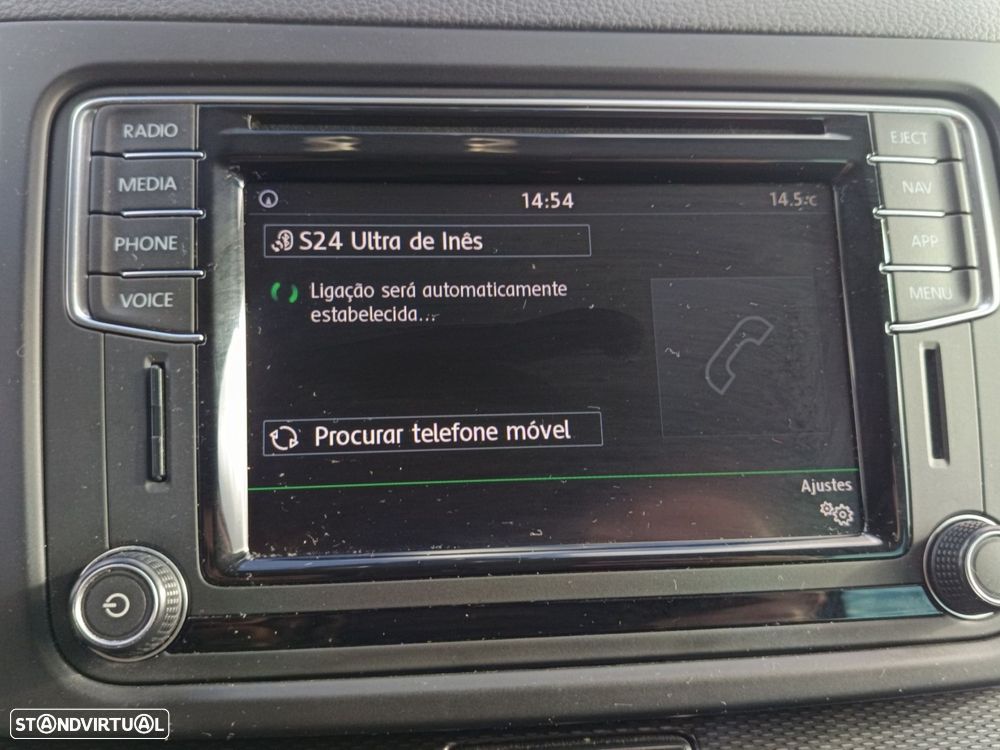 RADIO
EJECT
MEDIA
NAV
PHONE
APP
VOICE
MENU
14:54
14.5°C
S24 Ultra de Inês
Ligação será automaticamente
estabelecida...
Procurar telefone móvel
Ajustes
STANDVIRTUAL